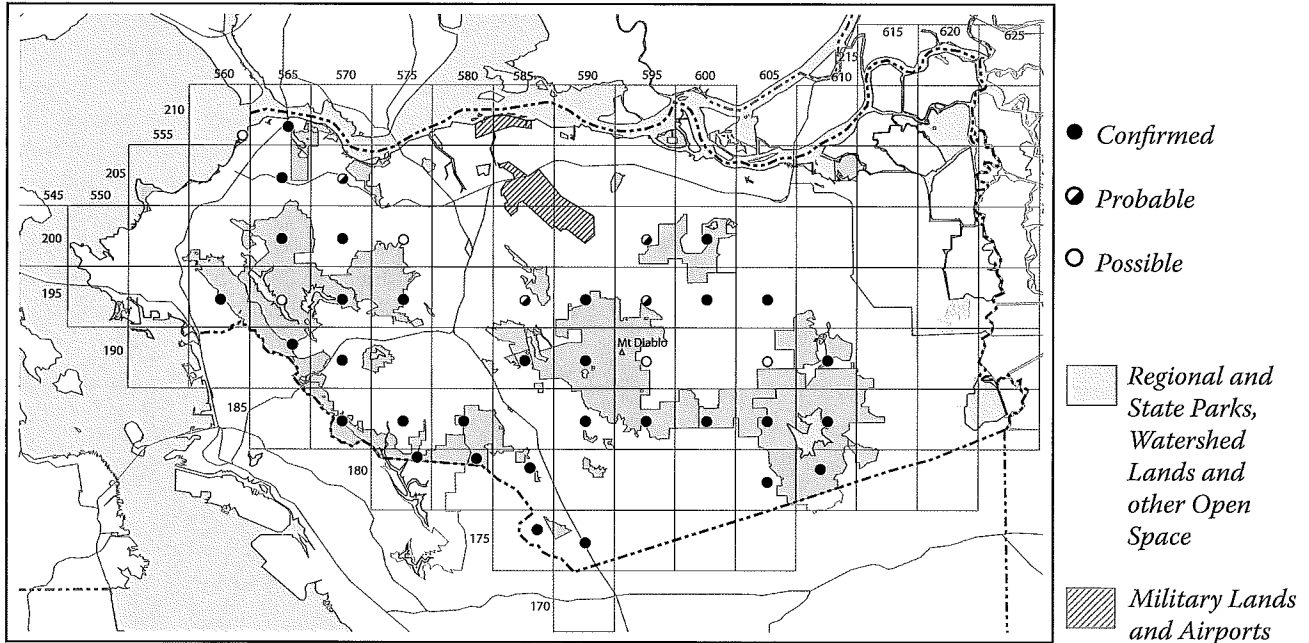 615
620
625
215
560
565
570
575
580
585
590
595
600
605
610
210
555
205
545
550
200
195
190
185
180
175
170
Mt Diablo
Confirmed
Probable
Possible
Regional and
State Parks,
Watershed
Lands and
other Open
Space
Military Lands
and Airports